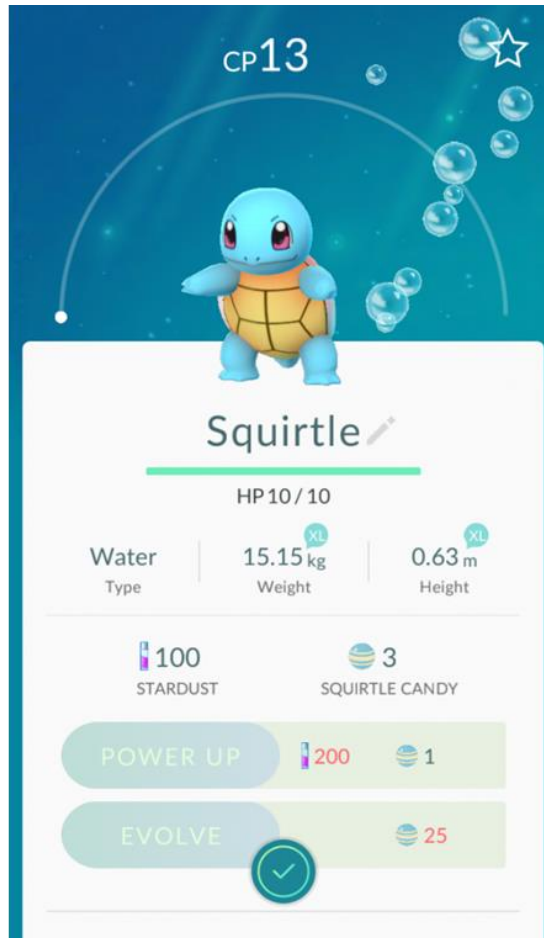 CP13
Squirtle
HP 10 / 10
XL XL
Water 15.15 kg 0.63 m
Type Weight Height
100 3
STARDUST SQUIRTLE CANDY
POWER UP 200 1
EVOLVE 25